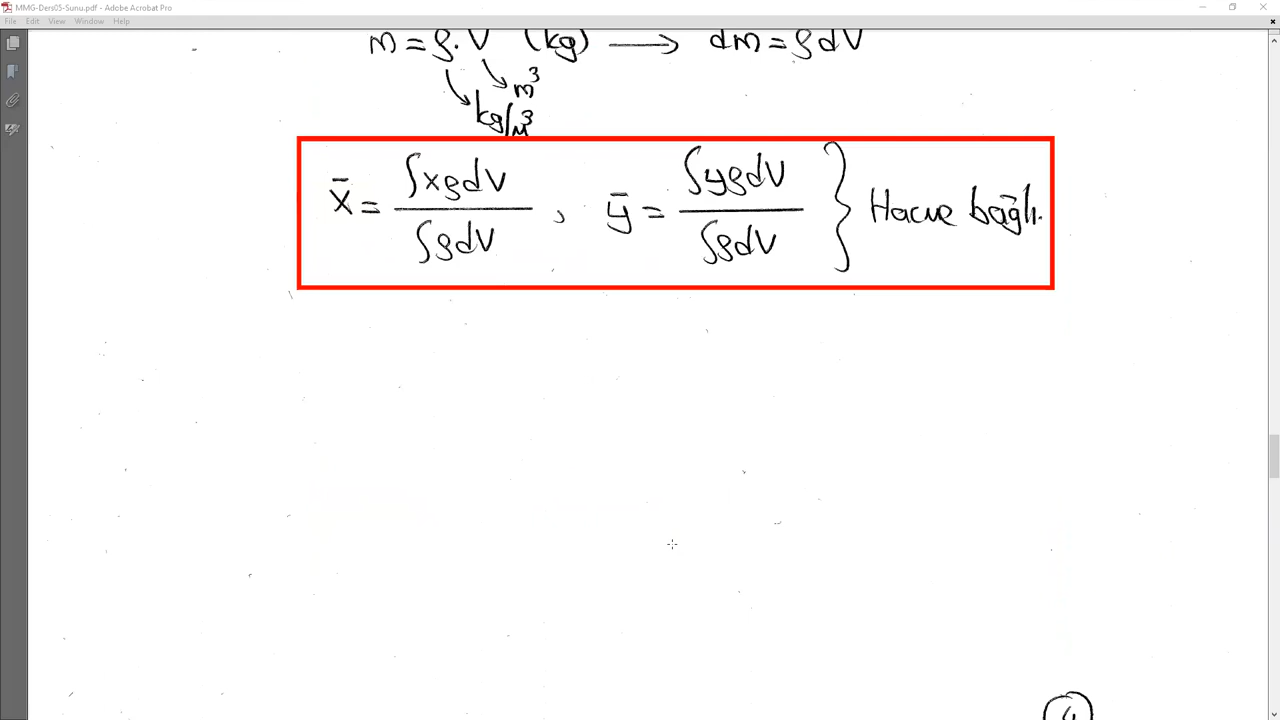 MMG-Ders05-Sunu.pdf - Adobe Acrobat Pro
File Edit View Window Help
m = ρ.V (kg) → dm = ρdV
m³
kg/m³
x̄ = ∫xρdV / ∫ρdV , ȳ = ∫yρdV / ∫ρdV } Hacme bağlı.